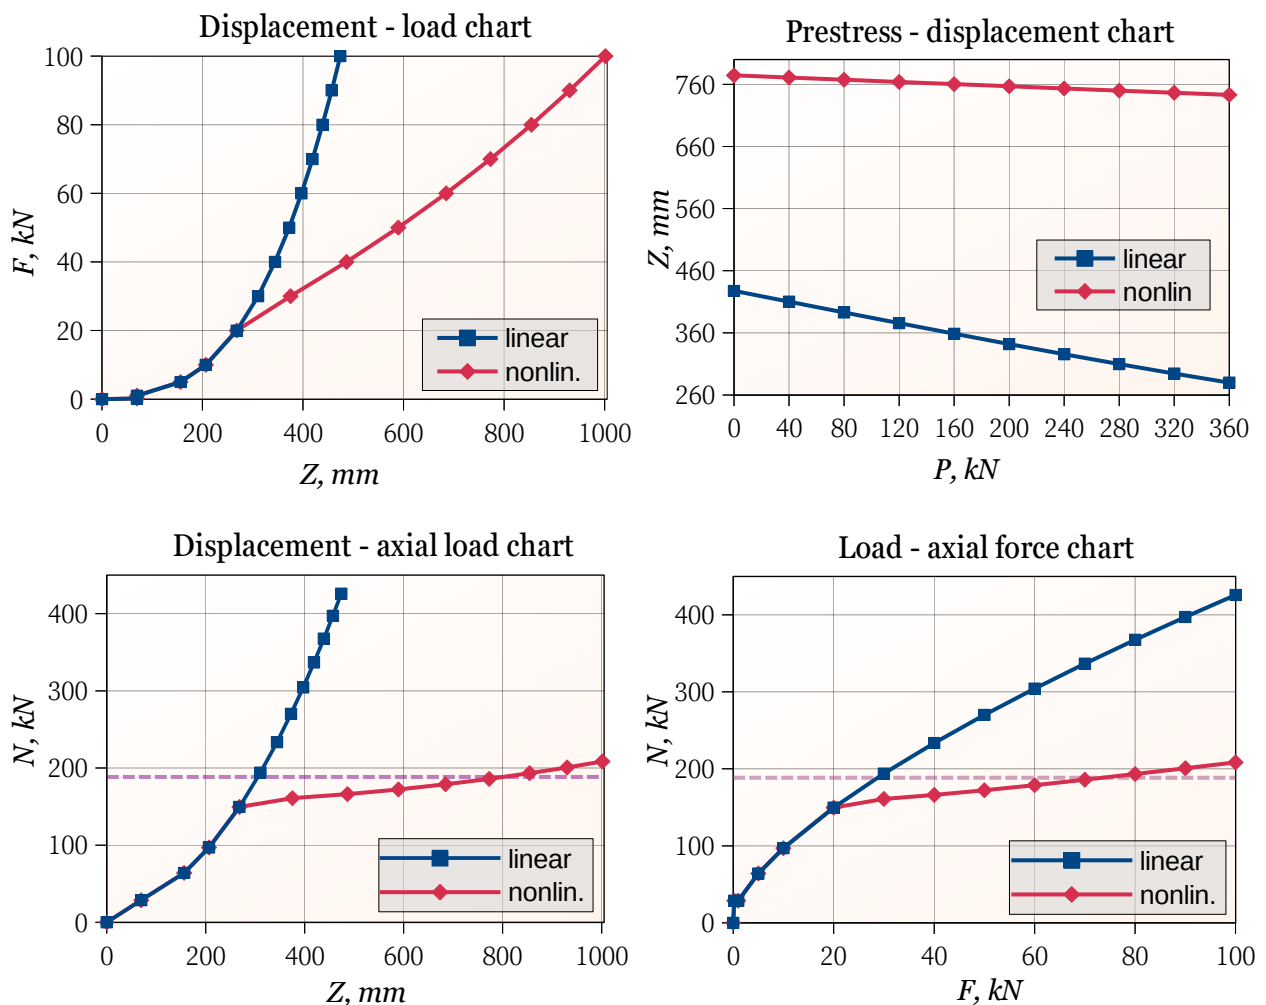 Displacement - load chart
100
80
60
40
20
0
F, kN
0 200 400 600 800 1000
Z, mm
linear
nonlin.
Prestress - displacement chart
760
660
560
460
360
260
Z, mm
0 40 80 120 160 200 240 280 320 360
P, kN
linear
nonlin
Displacement - axial load chart
400
300
200
100
0
N, kN
0 200 400 600 800 1000
Z, mm
linear
nonlin.
Load - axial force chart
400
300
200
100
0
N, kN
0 20 40 60 80 100
F, kN
linear
nonlin.